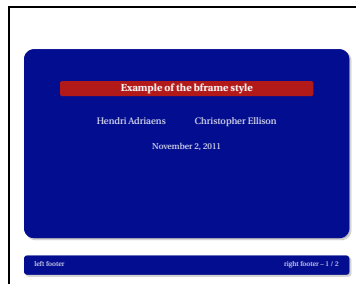 Example of the bframe style
Hendri Adriaens Christopher Ellison
November 2, 2011
left footer right footer – 1 / 2